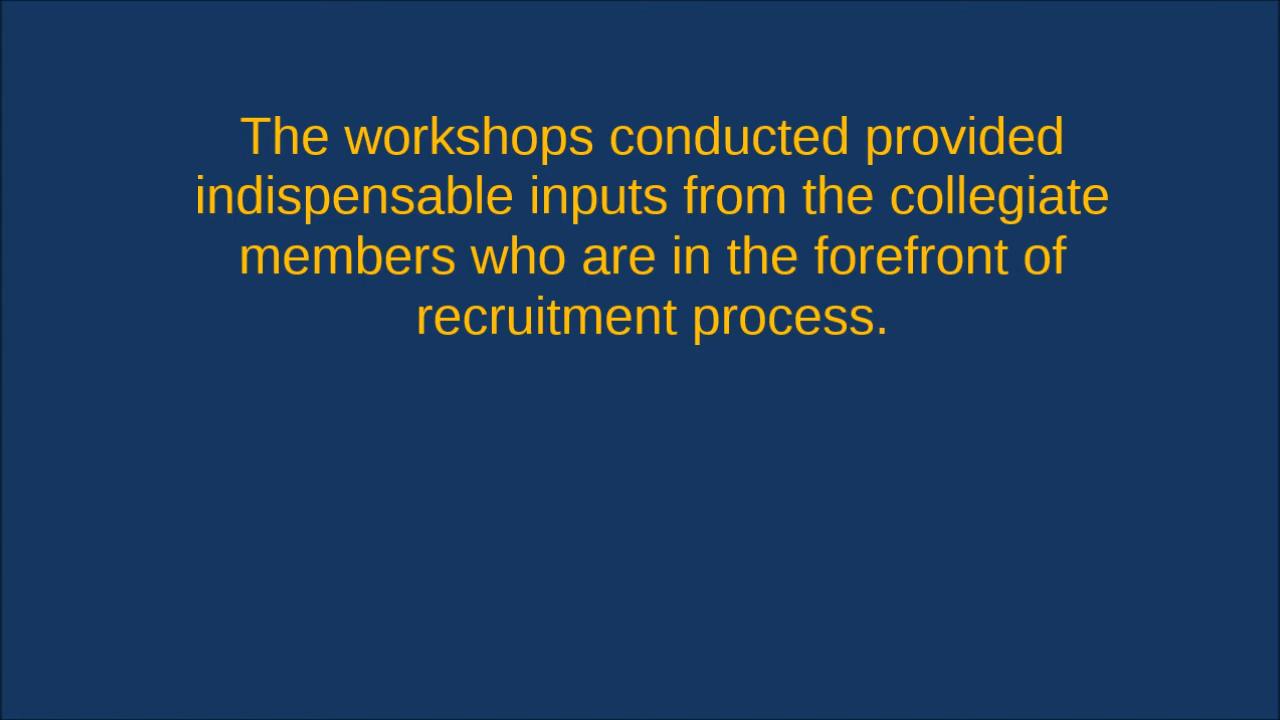 The workshops conducted provided
indispensable inputs from the collegiate
members who are in the forefront of
recruitment process.